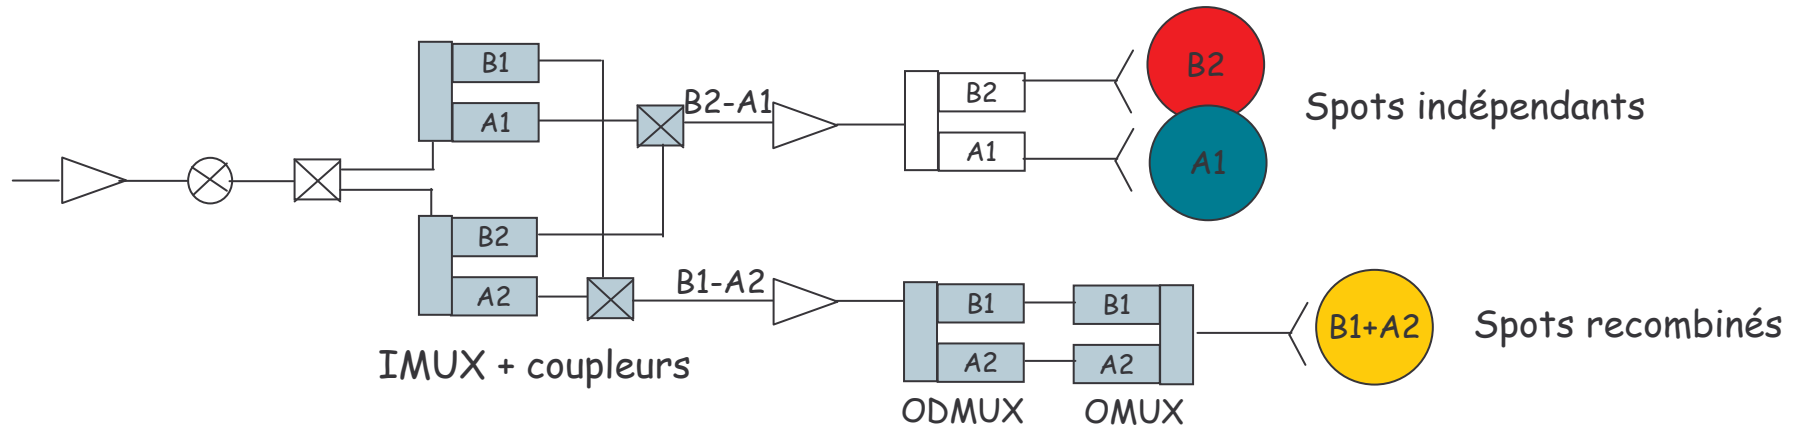 B1
A1
B2
A2
IMUX + coupleurs
B2-A1
B1-A2
B2
A1
B2
A1
Spots indépendants
B1
A2
ODMUX
B1
A2
OMUX
B1+A2
Spots recombinés